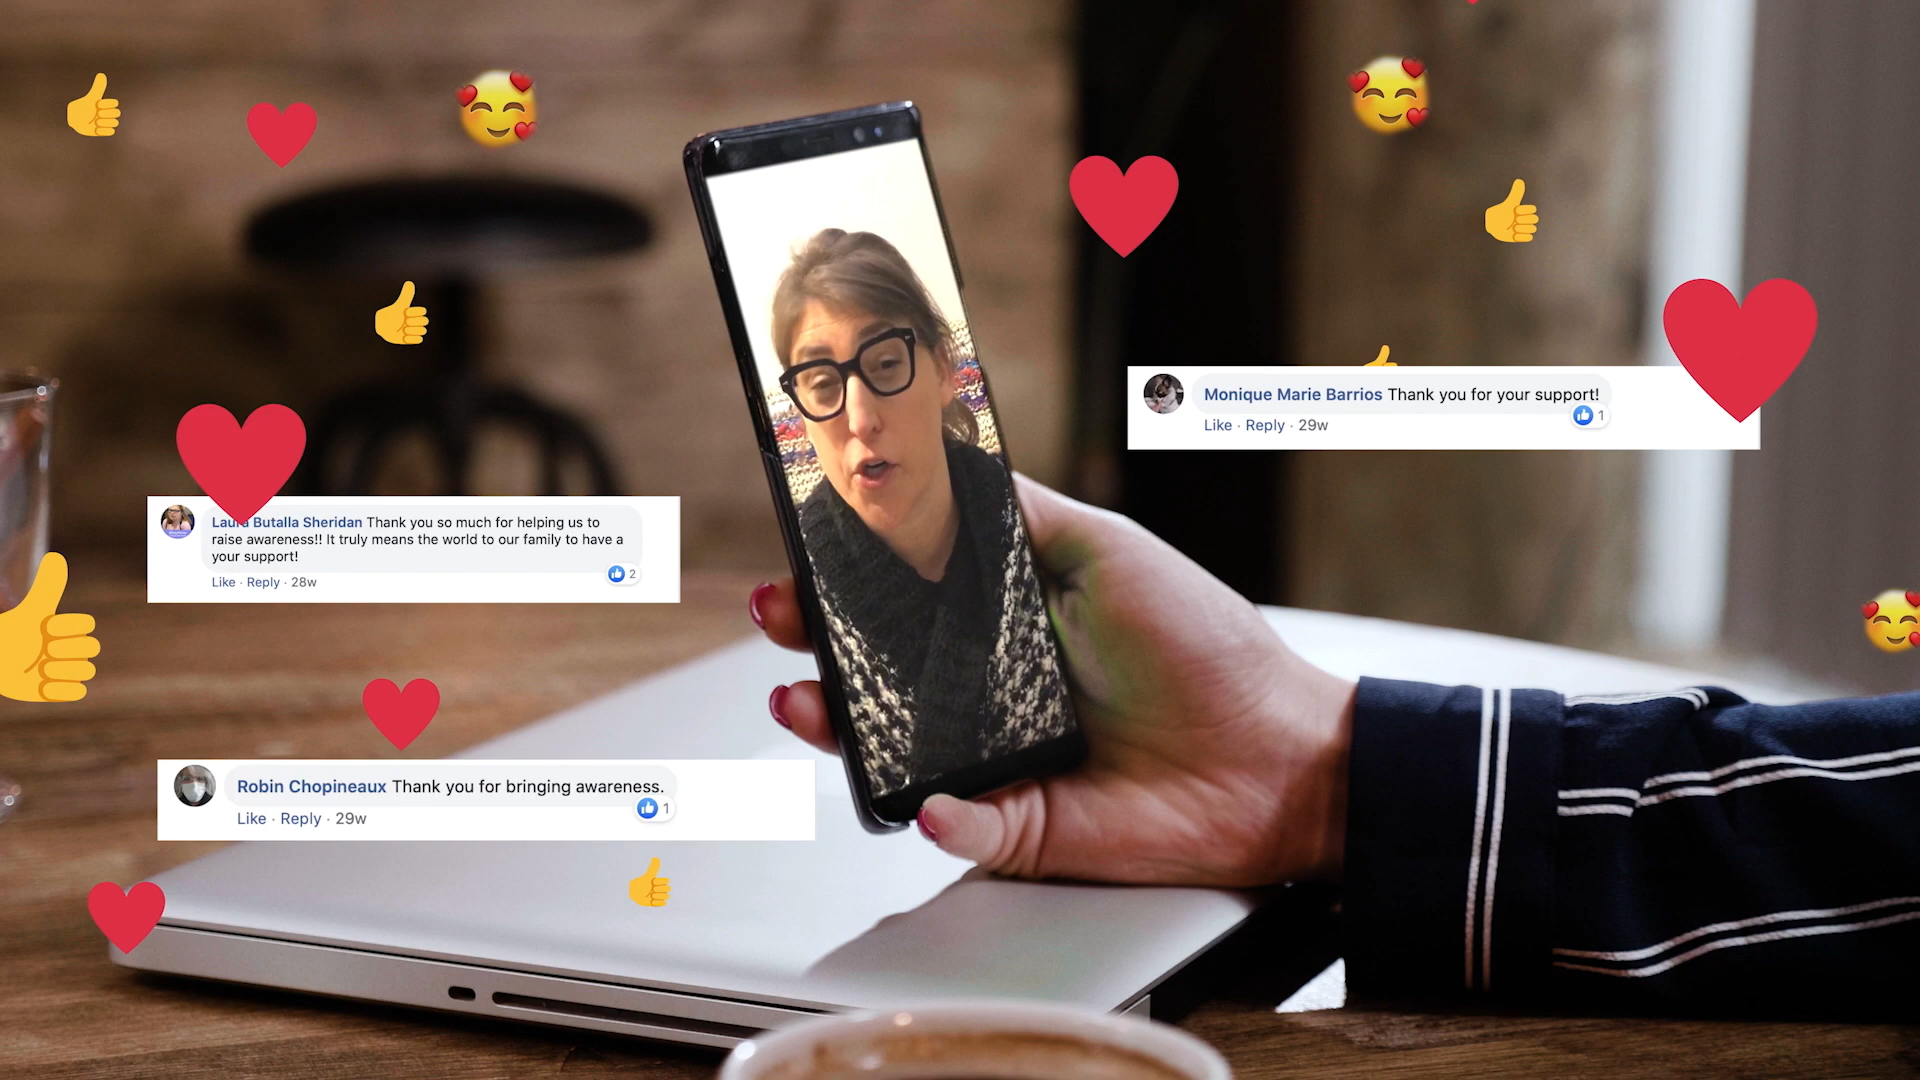 Monique Marie Barrios Thank you for your support!
Like · Reply · 29w
1
Laura Butalla Sheridan Thank you so much for helping us to
raise awareness!! It truly means the world to our family to have a
your support!
Like · Reply · 28w
2
Robin Chopineaux Thank you for bringing awareness.
Like · Reply · 29w
1